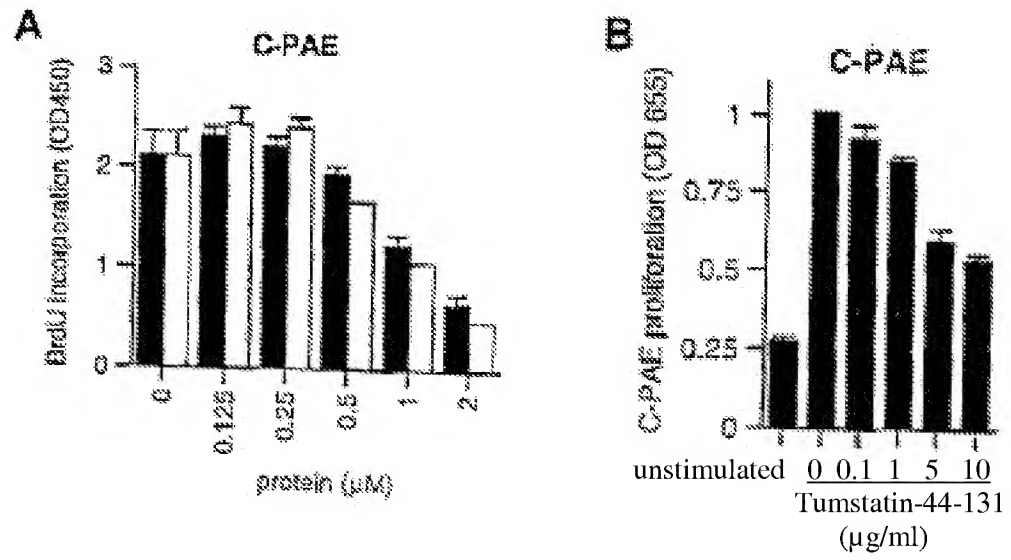 A
C-PAE
BrdU incorporation (OD450)
3
2
1
0
0 0.125 0.25 0.5 1 2
protein (µM)
B
C-PAE
C-PAE proliferation (OD 655)
1
0.75
0.5
0.25
0
unstimulated 0 0.1 1 5 10
Tumstatin-44-131
(µg/ml)